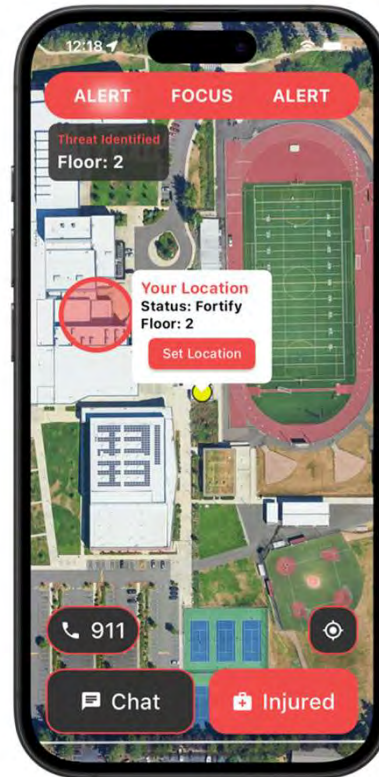 12:18
ALERT FOCUS ALERT
Threat Identified
Floor: 2
Your Location
Status: Fortify
Floor: 2
Set Location
911
Chat
Injured